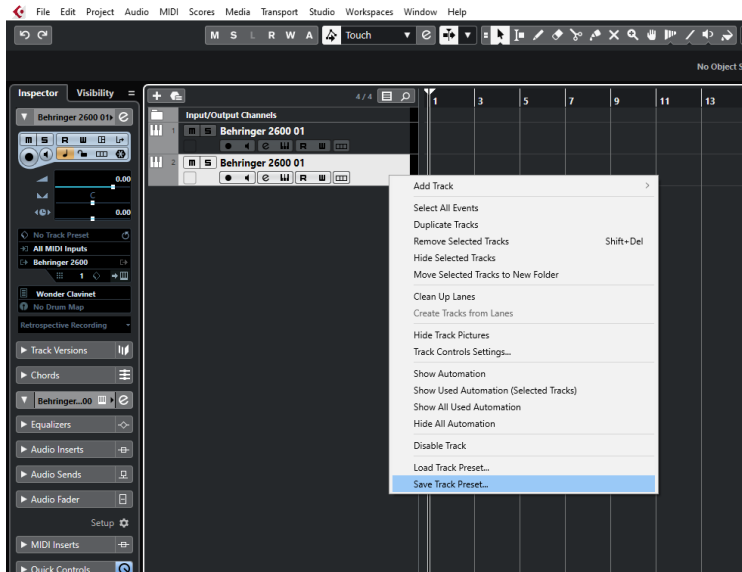 File Edit Project Audio MIDI Scores Media Transport Studio Workspaces Window Help
M S L R W A Touch
No Object S
Inspector Visibility
4 / 4
1 3 5 7 9 11 13
Behringer 2600 01
Input/Output Channels
1 m S Behringer 2600 01
R
2 m S Behringer 2600 01
R
m S R
0.00
C
0.00
No Track Preset
All MIDI Inputs
Behringer 2600
1
Wonder Clavinet
No Drum Map
Retrospective Recording
Track Versions
Chords
Behringer...00
Equalizers
Audio Inserts
Audio Sends
Audio Fader
Setup
MIDI Inserts
Quick Controls
Add Track
Select All Events
Duplicate Tracks
Remove Selected Tracks Shift+Del
Hide Selected Tracks
Move Selected Tracks to New Folder
Clean Up Lanes
Create Tracks from Lanes
Hide Track Pictures
Track Controls Settings...
Show Automation
Show Used Automation (Selected Tracks)
Show All Used Automation
Hide All Automation
Disable Track
Load Track Preset...
Save Track Preset...